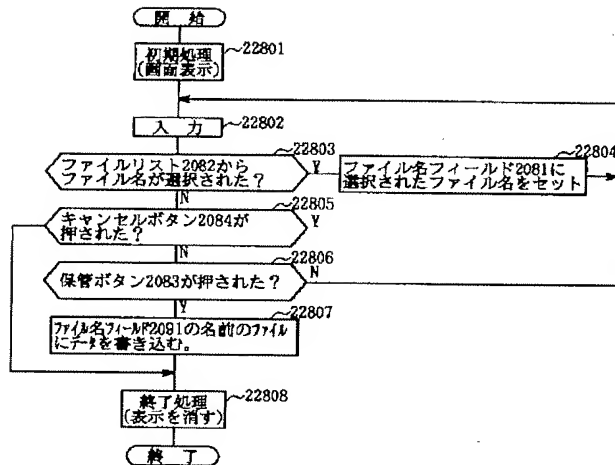 開 始
初期処理
(画面表示)
22801
入 力
22802
22803
ファイルリスト2082から
ファイル名が選択された?
Y
22804
ファイル名フィールド2081に
選択されたファイル名をセット
N
22805
キャンセルボタン2084が
押された?
Y
N
22806
保管ボタン2083が押された?
N
Y
22807
ファイル名フィールド2091の名前のファイル
にデータを書き込む。
終了処理
(表示を消す)
22808
終 了